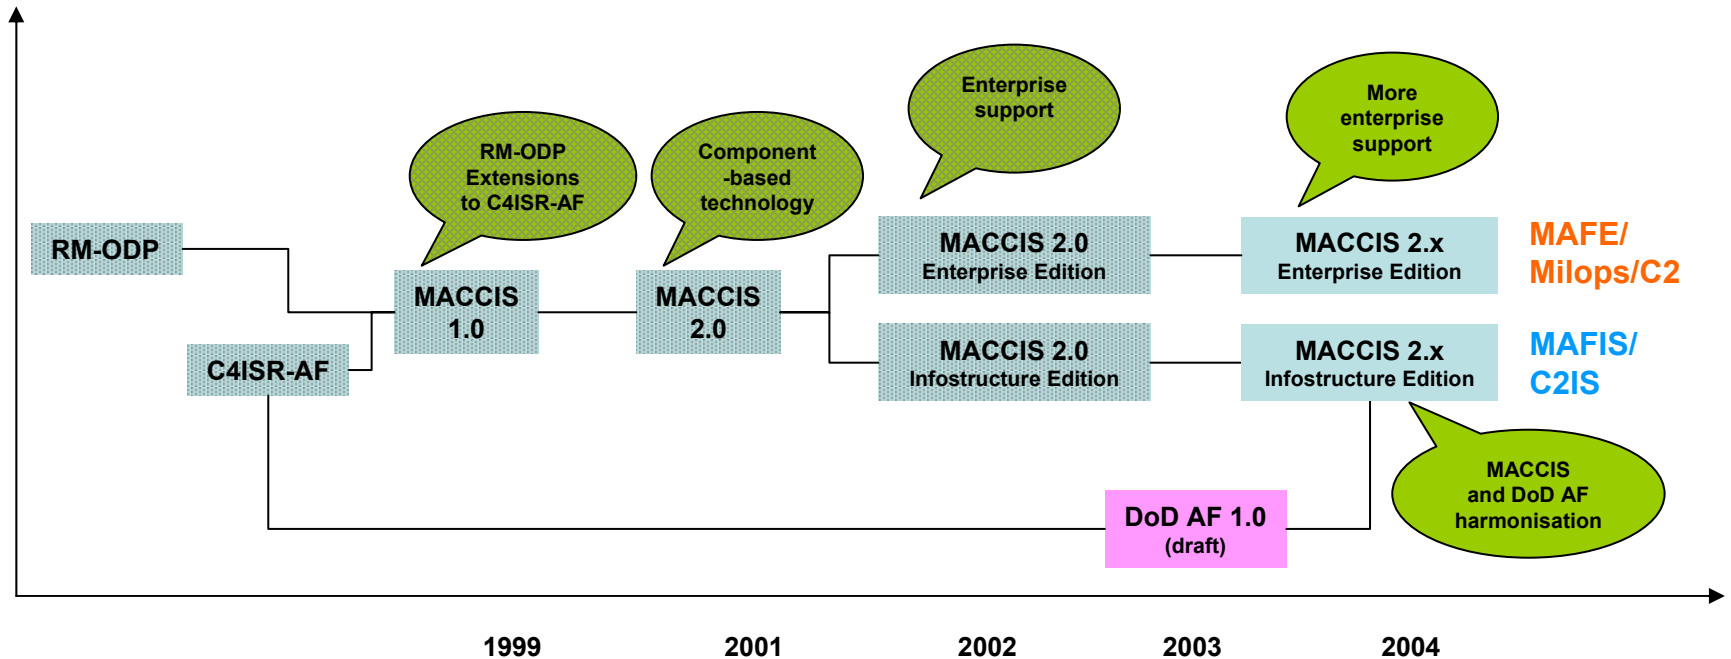 Enterprise
support
More
enterprise
support
RM-ODP
Extensions
to C4ISR-AF
Component
-based
technology
RM-ODP
MACCIS 2.0
Enterprise Edition
MACCIS 2.x
Enterprise Edition
MAFE/
Milops/C2
MACCIS
1.0
MACCIS
2.0
C4ISR-AF
MACCIS 2.0
Infostructure Edition
MACCIS 2.x
Infostructure Edition
MAFIS/
C2IS
MACCIS
and DoD AF
harmonisation
DoD AF 1.0
(draft)
1999
2001
2002
2003
2004